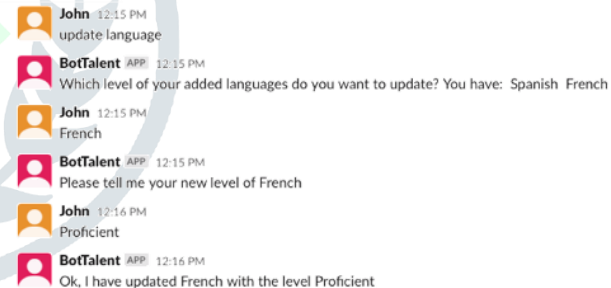 John 12:15 PM
update language
BotTalent APP 12:15 PM
Which level of your added languages do you want to update? You have: Spanish French
John 12:15 PM
French
BotTalent APP 12:15 PM
Please tell me your new level of French
John 12:16 PM
Proficient
BotTalent APP 12:16 PM
Ok, I have updated French with the level Proficient